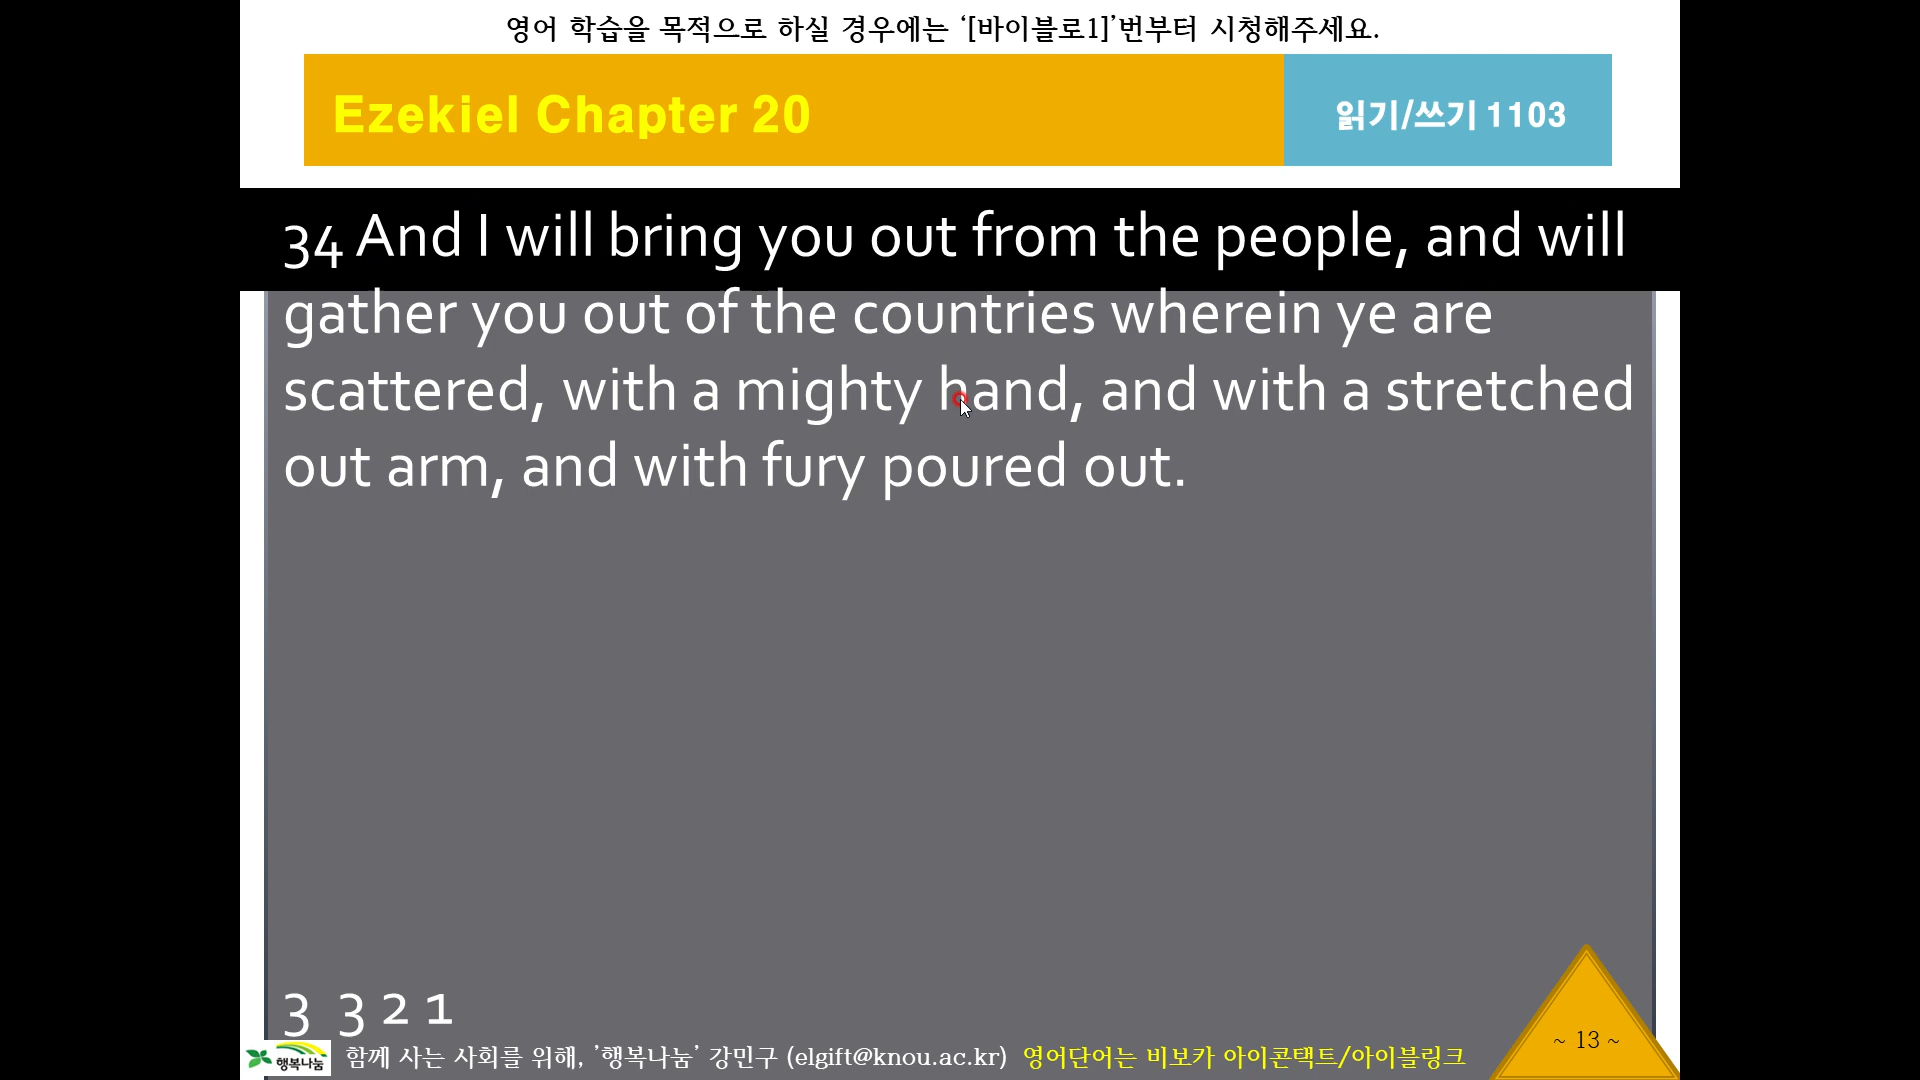 영어 학습을 목적으로 하실 경우에는 ‘[바이블로1]’번부터 시청해주세요.
Ezekiel Chapter 20
읽기/쓰기 1103
34 And I will bring you out from the people, and will
gather you out of the countries wherein ye are
scattered, with a mighty hand, and with a stretched
out arm, and with fury poured out.
3 3 2 1
행복나눔
함께 사는 사회를 위해, ’행복나눔’ 강민구 (elgift@knou.ac.kr) 영어단어는 비보카 아이콘택트/아이블링크
~ 13 ~